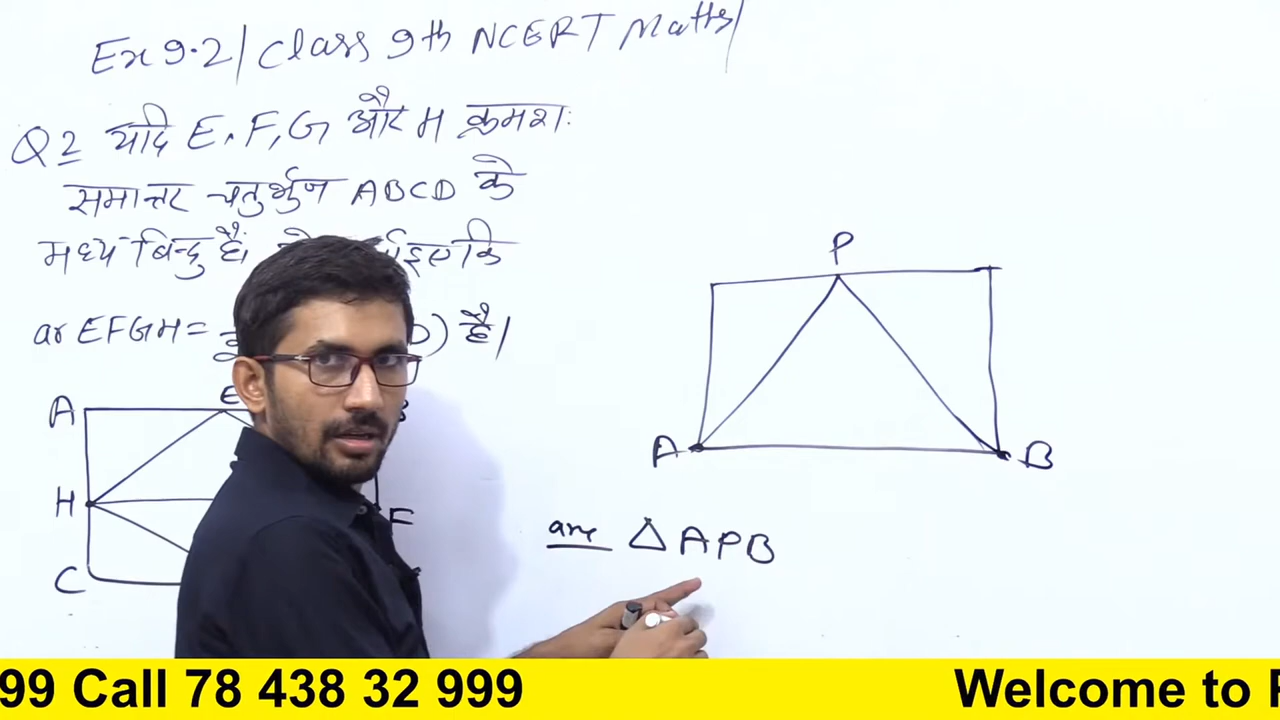 Ex 9.2 | Class 9th NCERT Maths |
Q2 यदि E, F, G और H क्रमशः
समान्तर चतुर्भुज ABCD के
मध्य-बिन्दु हैं।
ar EFGH = ) है।
A E B
H F
C
P
A B
are △ APB
99 Call 78 438 32 999 Welcome to